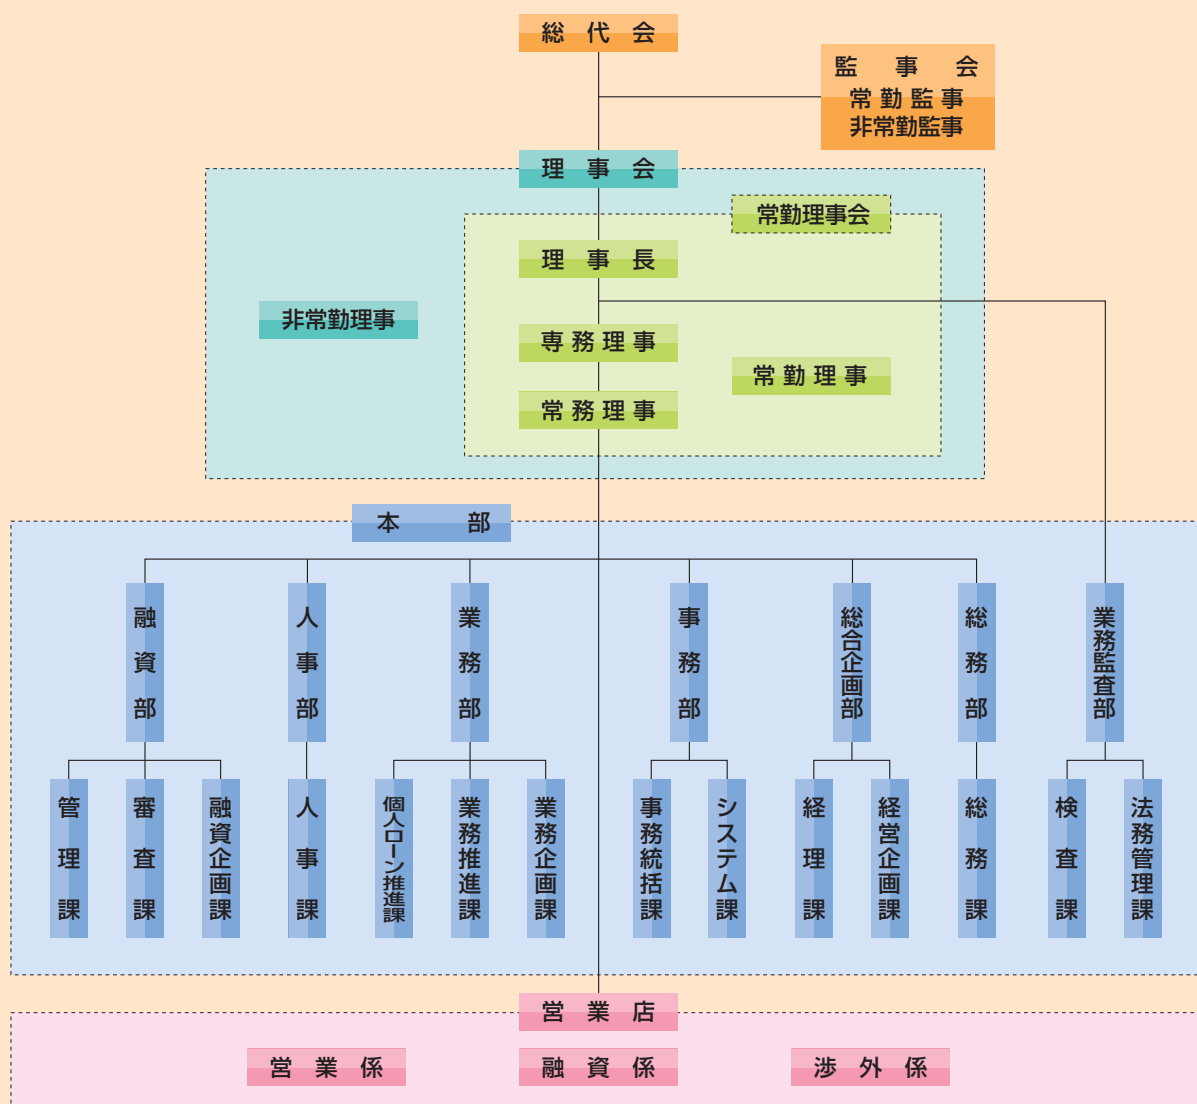 総代会
監事会
常勤監事
非常勤監事
理事会
常勤理事会
理事長
非常勤理事
専務理事
常勤理事
常務理事
本部
融資部
人事部
業務部
事務部
総合企画部
総務部
業務監査部
管理課
審査課
融資企画課
人事課
個人ローン推進課
業務推進課
業務企画課
事務統括課
システム課
経理課
経営企画課
総務課
検査課
法務管理課
営業店
営業係
融資係
渉外係